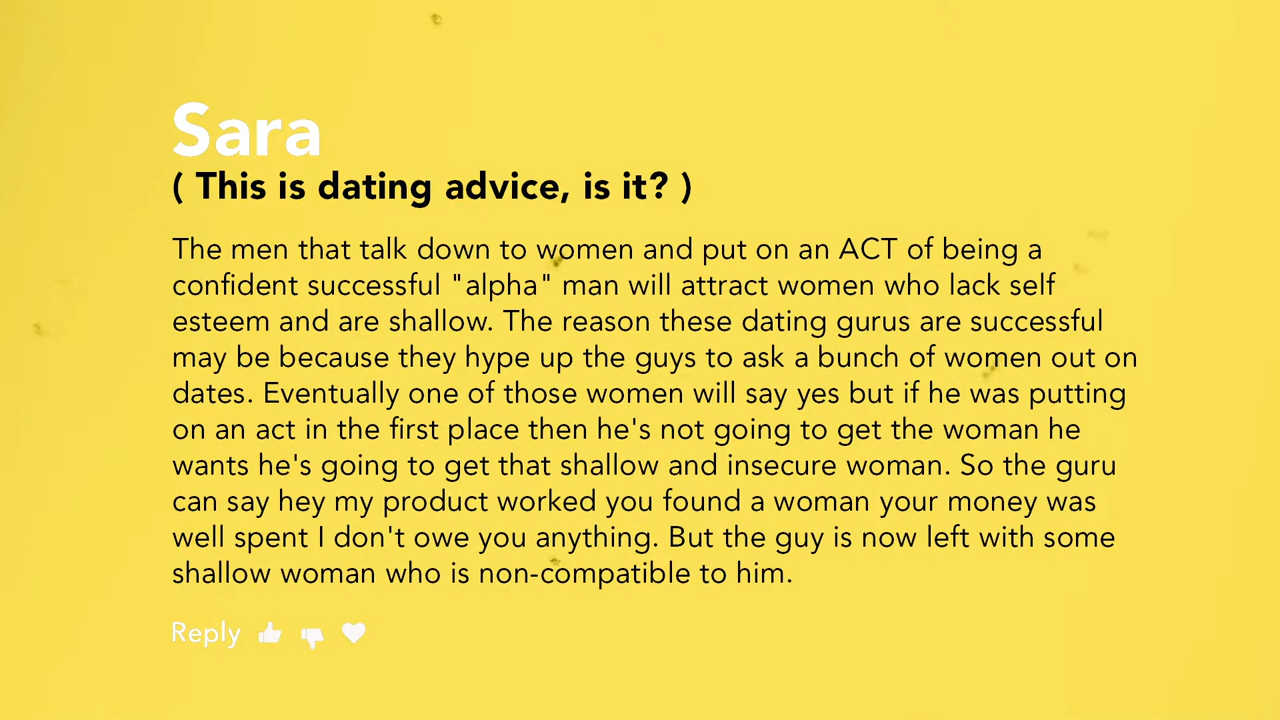 Sara
( This is dating advice, is it? )
The men that talk down to women and put on an ACT of being a
confident successful "alpha" man will attract women who lack self
esteem and are shallow. The reason these dating gurus are successful
may be because they hype up the guys to ask a bunch of women out on
dates. Eventually one of those women will say yes but if he was putting
on an act in the first place then he's not going to get the woman he
wants he's going to get that shallow and insecure woman. So the guru
can say hey my product worked you found a woman your money was
well spent I don't owe you anything. But the guy is now left with some
shallow woman who is non-compatible to him.
Reply